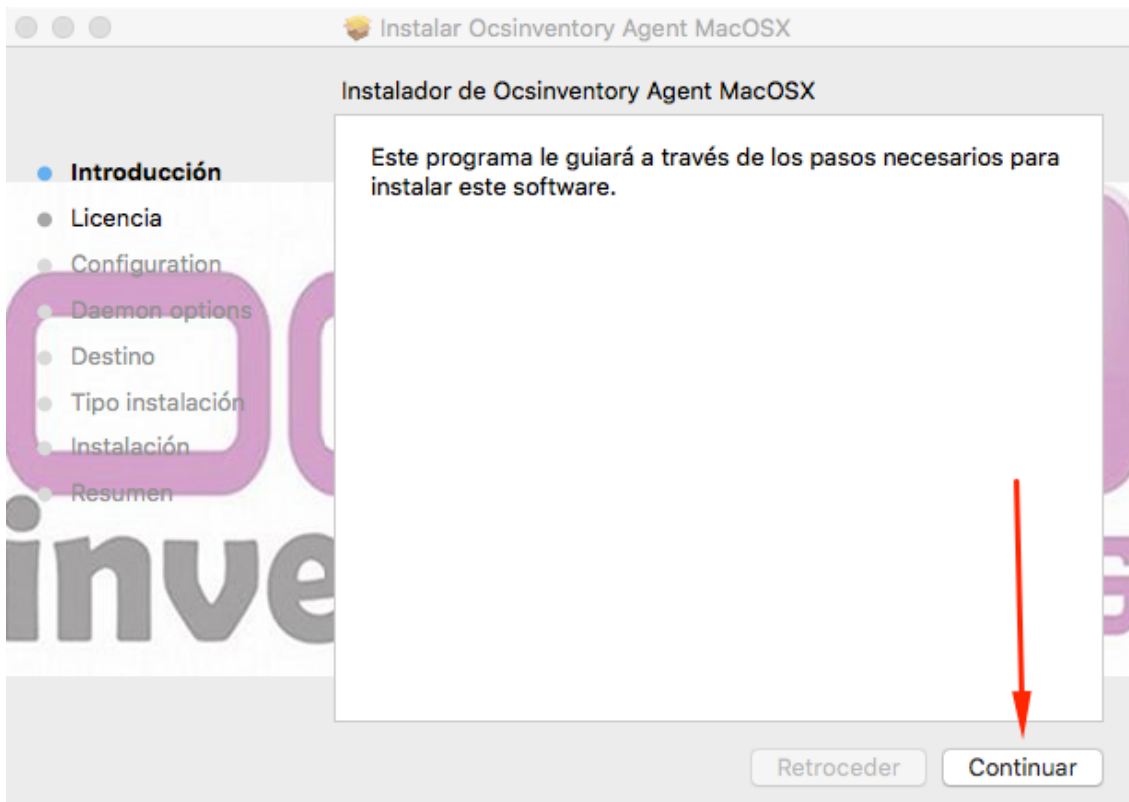 Instalar Ocsinventory Agent MacOSX
Instalador de Ocsinventory Agent MacOSX
Introducción
Licencia
Configuration
Daemon options
Destino
Tipo instalación
Instalación
Resumen
Este programa le guiará a través de los pasos necesarios para
instalar este software.
inve
G
Retroceder
Continuar